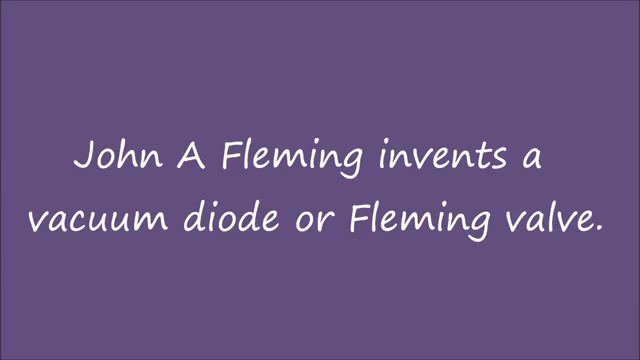 John A Fleming invents a
vacuum diode or Fleming valve.